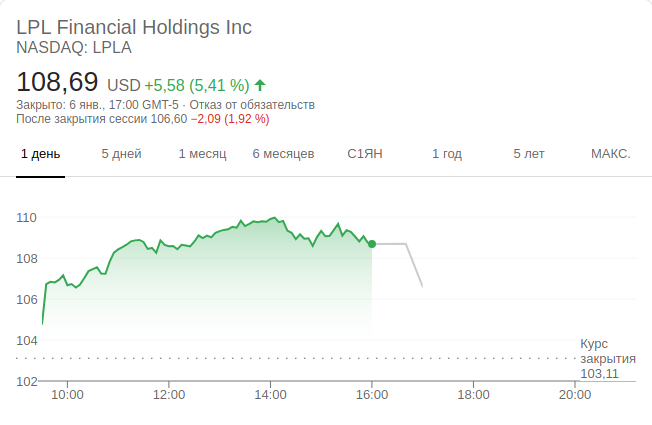 LPL Financial Holdings Inc
NASDAQ: LPLA
108,69 USD +5,58 (5,41 %)
Закрыто: 6 янв., 17:00 GMT-5 · Отказ от обязательств
После закрытия сессии 106,60 −2,09 (1,92 %)
1 день 5 дней 1 месяц 6 месяцев С1ЯН 1 год 5 лет МАКС.
110
108
106
104
Курс
закрытия
103,11
102
10:00 12:00 14:00 16:00 18:00 20:00